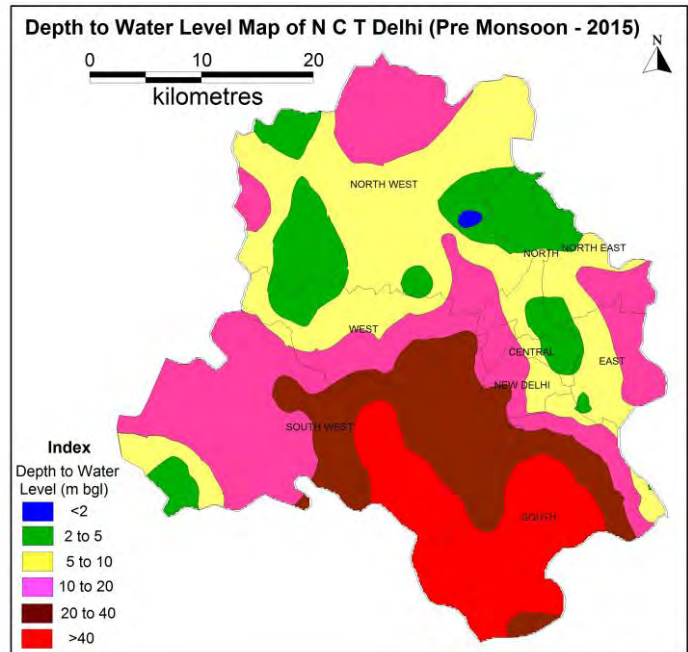 Depth to Water Level Map of N C T Delhi (Pre Monsoon - 2015)
N
0 10 20
kilometres
NORTH WEST
NORTH
NORTH EAST
WEST
CENTRAL
EAST
NEW DELHI
SOUTH WEST
SOUTH
Index
Depth to Water
Level (m bgl)
<2
2 to 5
5 to 10
10 to 20
20 to 40
>40